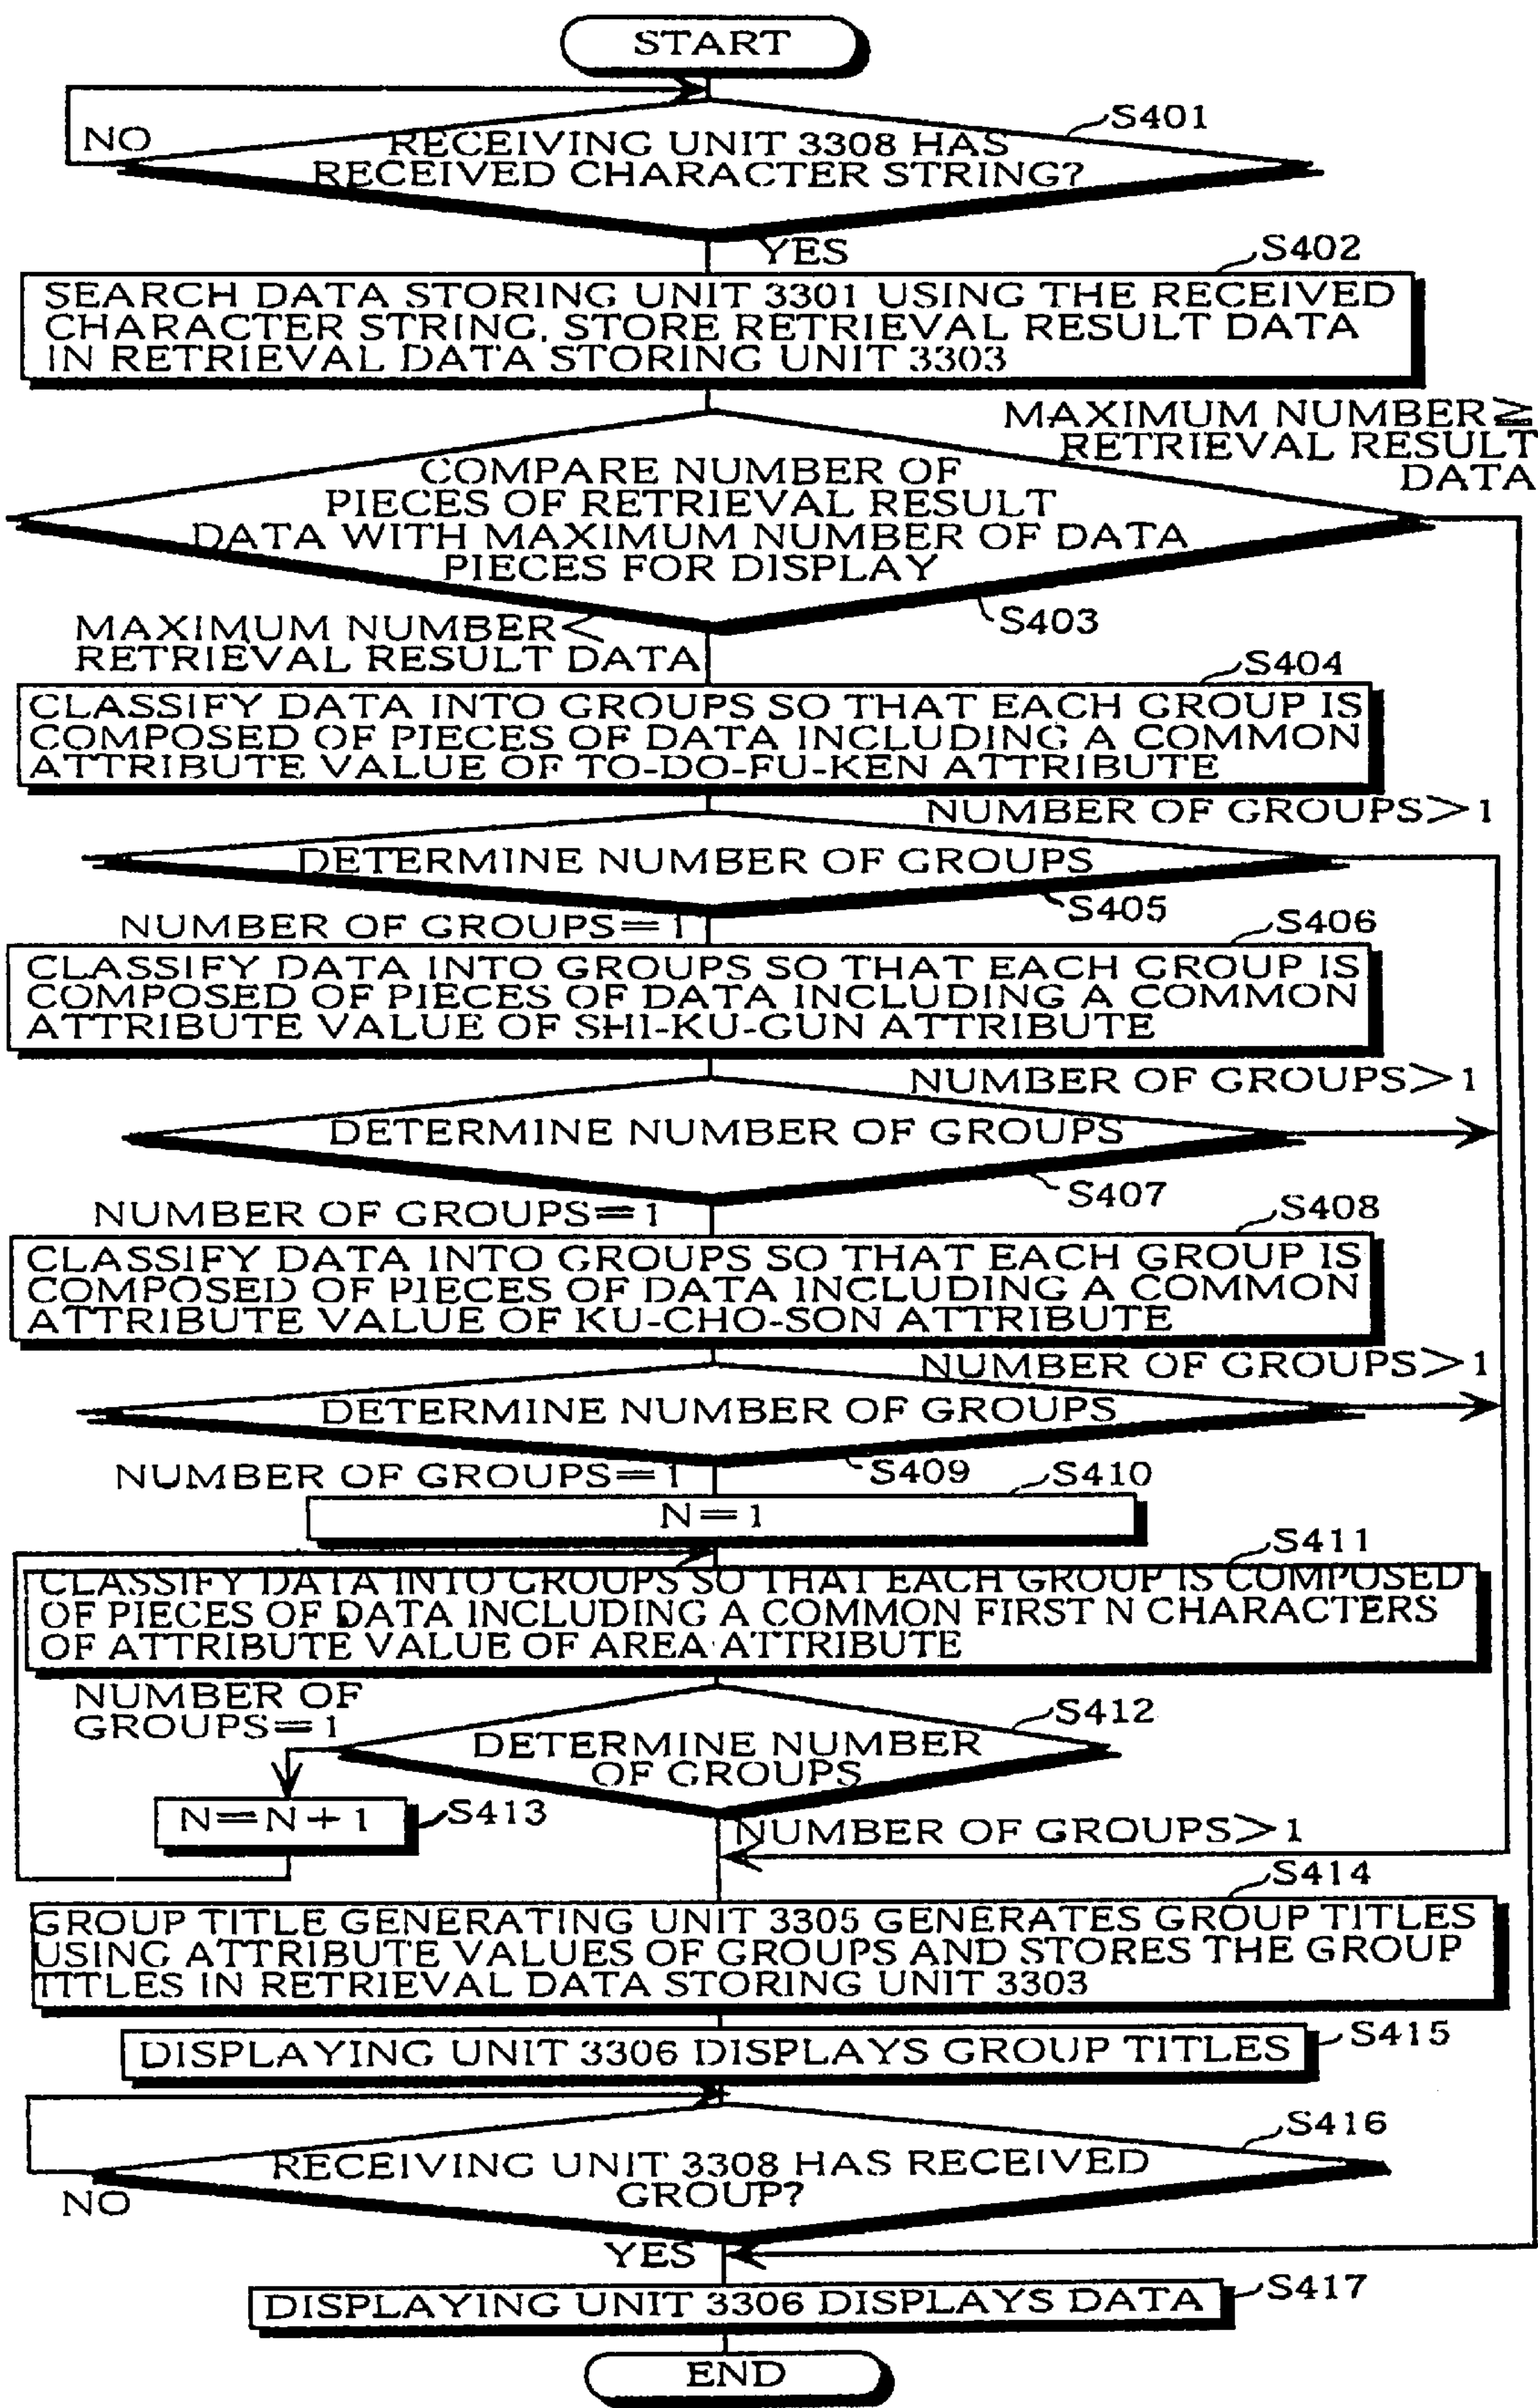 START
S401
NO
RECEIVING UNIT 3308 HAS
RECEIVED CHARACTER STRING?
YES
S402
SEARCH DATA STORING UNIT 3301 USING THE RECEIVED
CHARACTER STRING, STORE RETRIEVAL RESULT DATA
IN RETRIEVAL DATA STORING UNIT 3303
MAXIMUM NUMBER≧
RETRIEVAL RESULT
DATA
COMPARE NUMBER OF
PIECES OF RETRIEVAL RESULT
DATA WITH MAXIMUM NUMBER OF DATA
PIECES FOR DISPLAY
S403
MAXIMUM NUMBER<
RETRIEVAL RESULT DATA
S404
CLASSIFY DATA INTO GROUPS SO THAT EACH GROUP IS
COMPOSED OF PIECES OF DATA INCLUDING A COMMON
ATTRIBUTE VALUE OF TO-DO-FU-KEN ATTRIBUTE
NUMBER OF GROUPS>1
DETERMINE NUMBER OF GROUPS
S405
NUMBER OF GROUPS=1
S406
CLASSIFY DATA INTO GROUPS SO THAT EACH GROUP IS
COMPOSED OF PIECES OF DATA INCLUDING A COMMON
ATTRIBUTE VALUE OF SHI-KU-GUN ATTRIBUTE
NUMBER OF GROUPS>1
DETERMINE NUMBER OF GROUPS
S407
NUMBER OF GROUPS=1
S408
CLASSIFY DATA INTO GROUPS SO THAT EACH GROUP IS
COMPOSED OF PIECES OF DATA INCLUDING A COMMON
ATTRIBUTE VALUE OF KU-CHO-SON ATTRIBUTE
NUMBER OF GROUPS>1
DETERMINE NUMBER OF GROUPS
S409
NUMBER OF GROUPS=1
S410
N=1
S411
CLASSIFY DATA INTO GROUPS SO THAT EACH GROUP IS COMPOSED
OF PIECES OF DATA INCLUDING A COMMON FIRST N CHARACTERS
OF ATTRIBUTE VALUE OF AREA ATTRIBUTE
NUMBER OF
GROUPS=1
S412
DETERMINE NUMBER
OF GROUPS
N=N+1
S413
NUMBER OF GROUPS>1
S414
GROUP TITLE GENERATING UNIT 3305 GENERATES GROUP TITLES
USING ATTRIBUTE VALUES OF GROUPS AND STORES THE GROUP
TITLES IN RETRIEVAL DATA STORING UNIT 3303
S415
DISPLAYING UNIT 3306 DISPLAYS GROUP TITLES
S416
RECEIVING UNIT 3308 HAS RECEIVED
GROUP?
NO
YES
S417
DISPLAYING UNIT 3306 DISPLAYS DATA
END